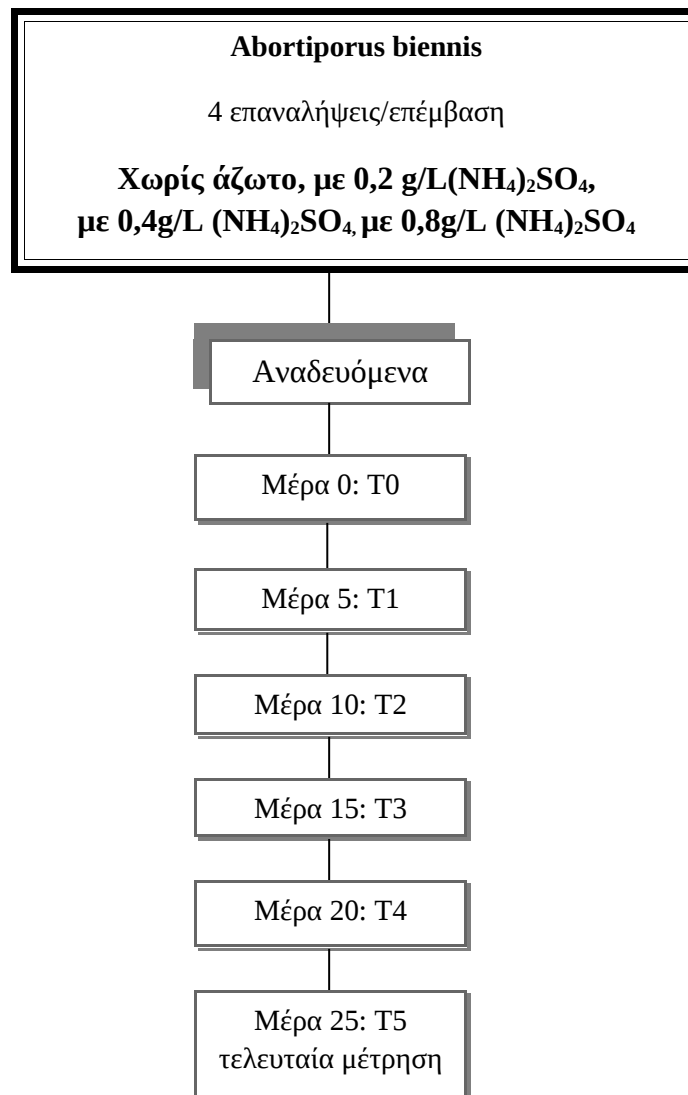 Abortiporus biennis
4 επαναλήψεις/επέμβαση
Χωρίς άζωτο, με 0,2 g/L(NH₄)₂SO₄,
με 0,4g/L (NH₄)₂SO₄, με 0,8g/L (NH₄)₂SO₄
Αναδευόμενα
Μέρα 0: Τ0
Μέρα 5: Τ1
Μέρα 10: Τ2
Μέρα 15: Τ3
Μέρα 20: Τ4
Μέρα 25: Τ5
τελευταία μέτρηση